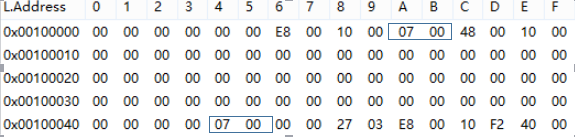 L.Address 0 1 2 3 4 5 6 7 8 9 A B C D E F
0x00100000 00 00 00 00 00 00 E8 00 10 00 07 00 48 00 10 00
0x00100010 00 00 00 00 00 00 00 00 00 00 00 00 00 00 00 00
0x00100020 00 00 00 00 00 00 00 00 00 00 00 00 00 00 00 00
0x00100030 00 00 00 00 00 00 00 00 00 00 00 00 00 00 00 00
0x00100040 00 00 00 00 07 00 00 00 27 03 E8 00 10 F2 40 00